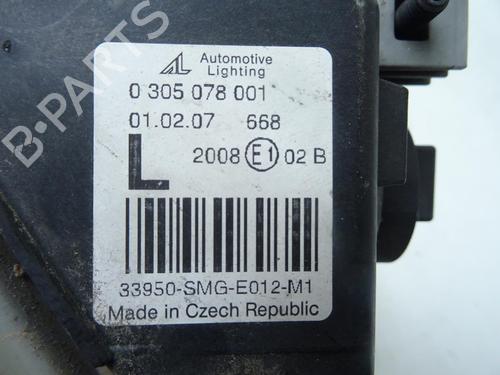 AL Automotive
Lighting
0 305 078 001
01.02.07 668
L 2008 E1 02 B
33950-SMG-E012-M1
Made in Czech Republic